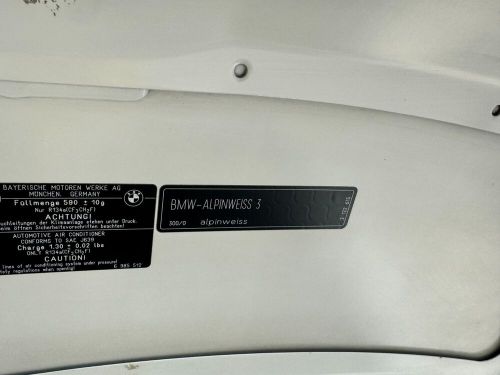 BAYERISCHE MOTOREN WERKE AG
MÜNCHEN, GERMANY
Füllmenge 590 ± 10g
Nur R134a(CF3CH2F)
ACHTUNG!
der Klimaanlage stehen unter Druck.
beim öffnen Sicherheitsvorschriften beachten!
AUTOMOTIVE AIR CONDITIONER
CONFORMS TO SAE J639
Charge 1.30 ± 0.02 lbs
ONLY R134a(CF3CH2F)
CAUTION!
lines of air conditioning system under pressure.
safety regulations when opening!
BMW-ALPINWEISS 3
300/0 alpinweiss